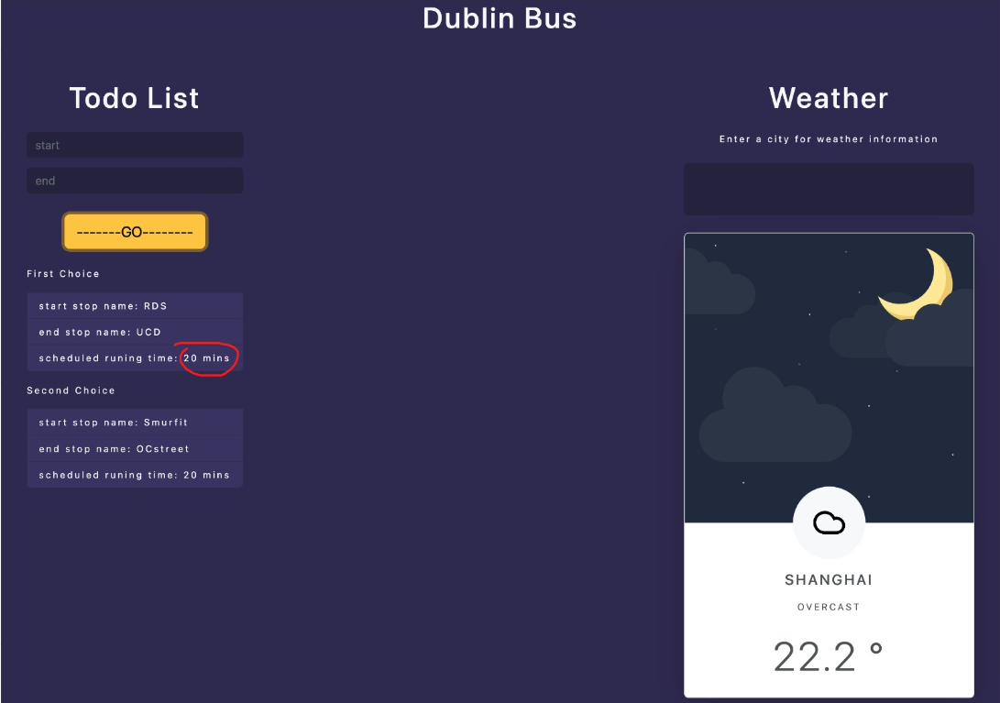 Dublin Bus
Todo List
start
end
-------GO--------
First Choice
start stop name: RDS
end stop name: UCD
scheduled runing time: 20 mins
Second Choice
start stop name: Smurfit
end stop name: OCstreet
scheduled runing time: 20 mins
Weather
Enter a city for weather information
SHANGHAI
OVERCAST
22.2 °